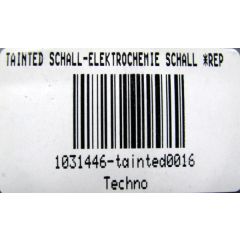 TAINTED SCHALL-ELEKTROCHEMIE SCHALL *REP
1031446-tainted0016
Techno